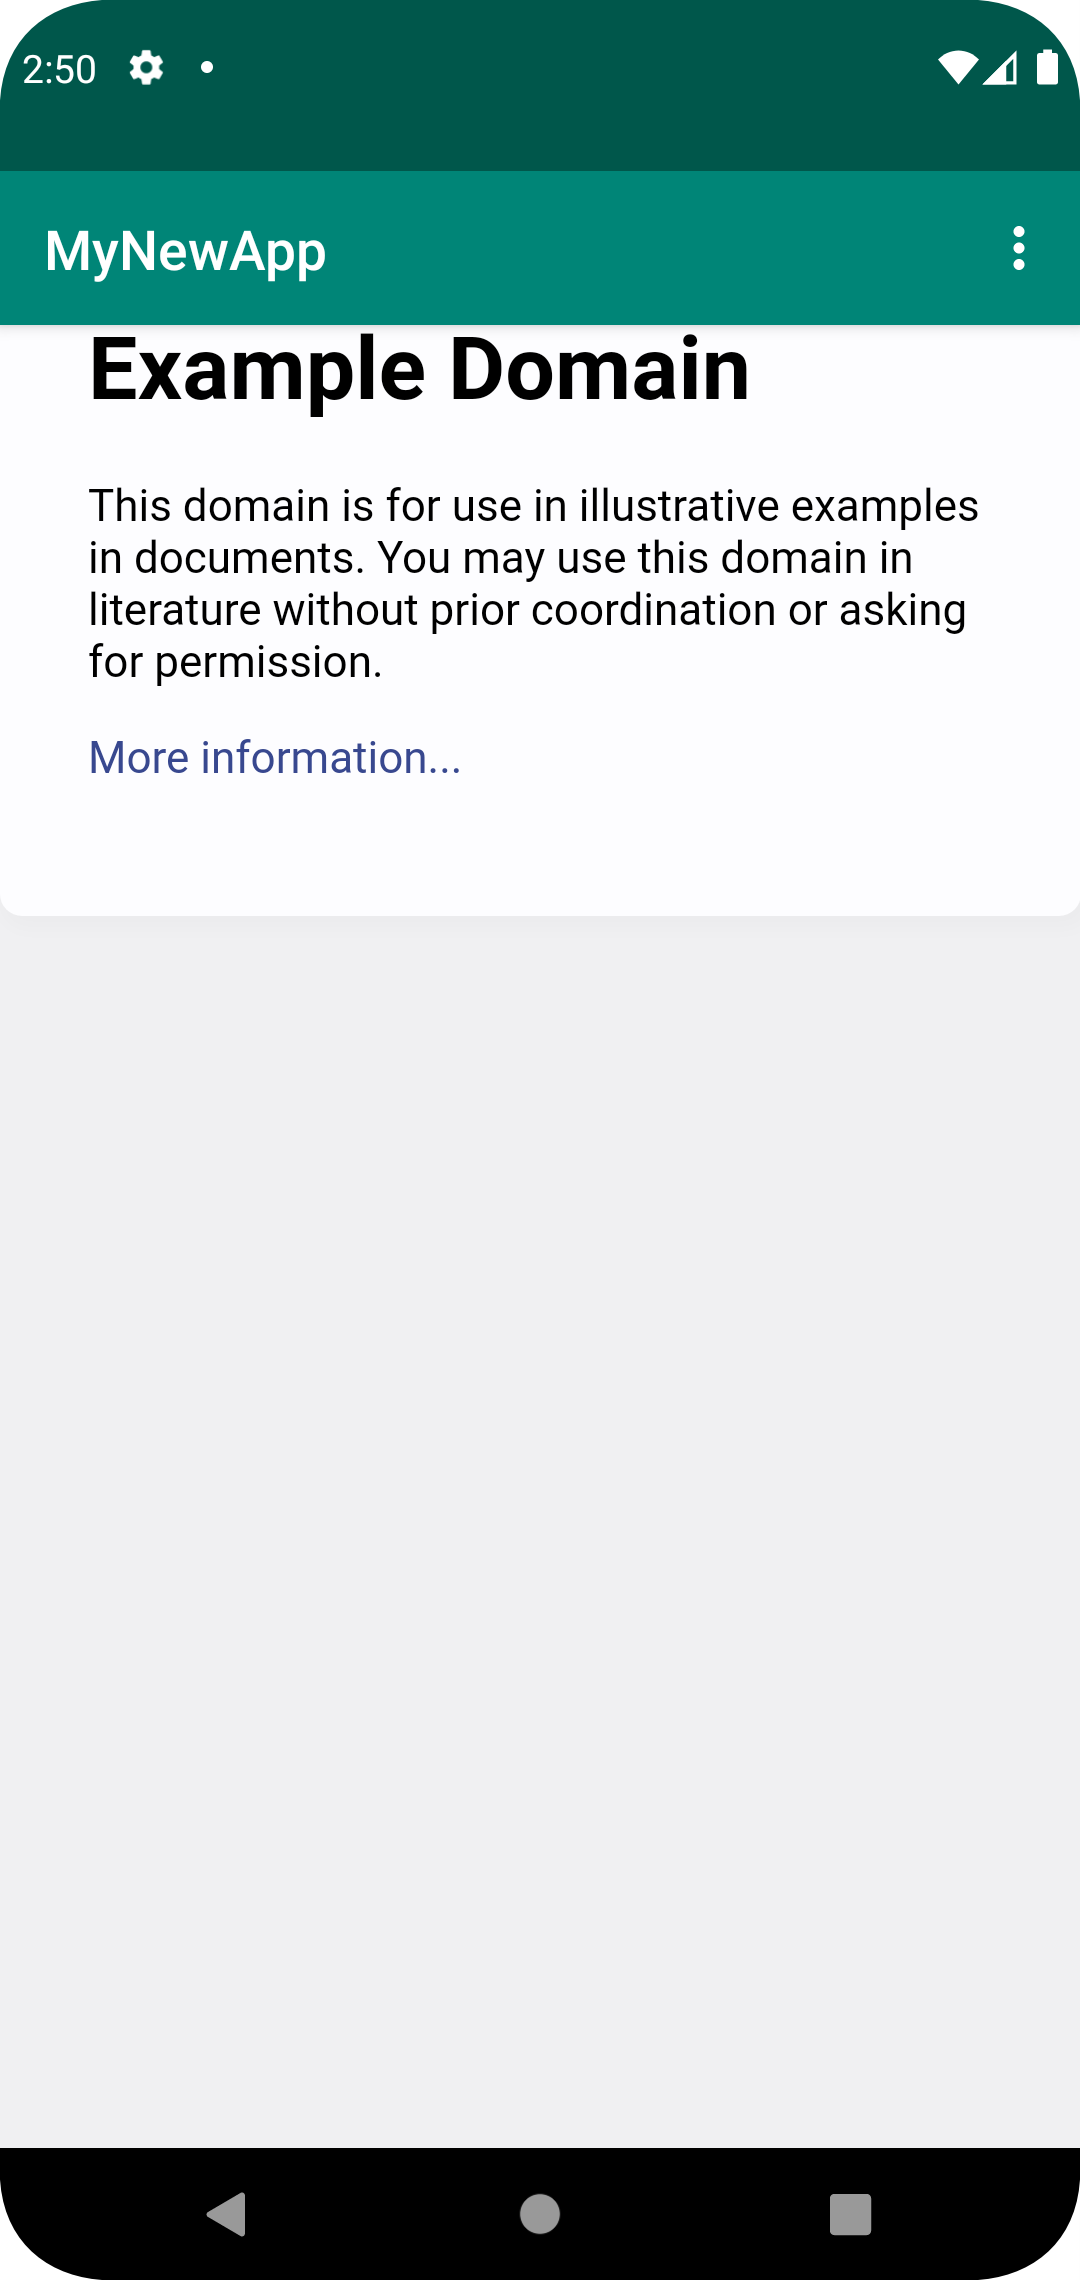 2:50
MyNewApp
Example Domain
This domain is for use in illustrative examples
in documents. You may use this domain in
literature without prior coordination or asking
for permission.
More information...